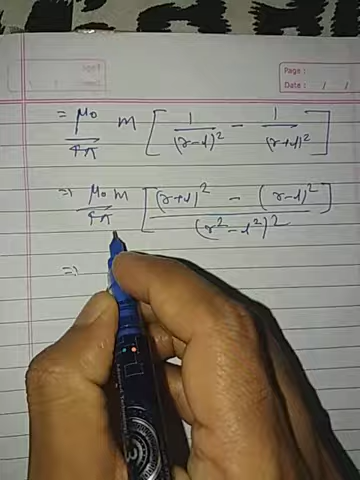 Page :
Date : / /
= μ₀/4π m [ 1/(r-l)² - 1/(r+l)² ]
⇒ μ₀ m/4π [ (r+l)² - (r-l)² / (r² - l²)² ]
⇒